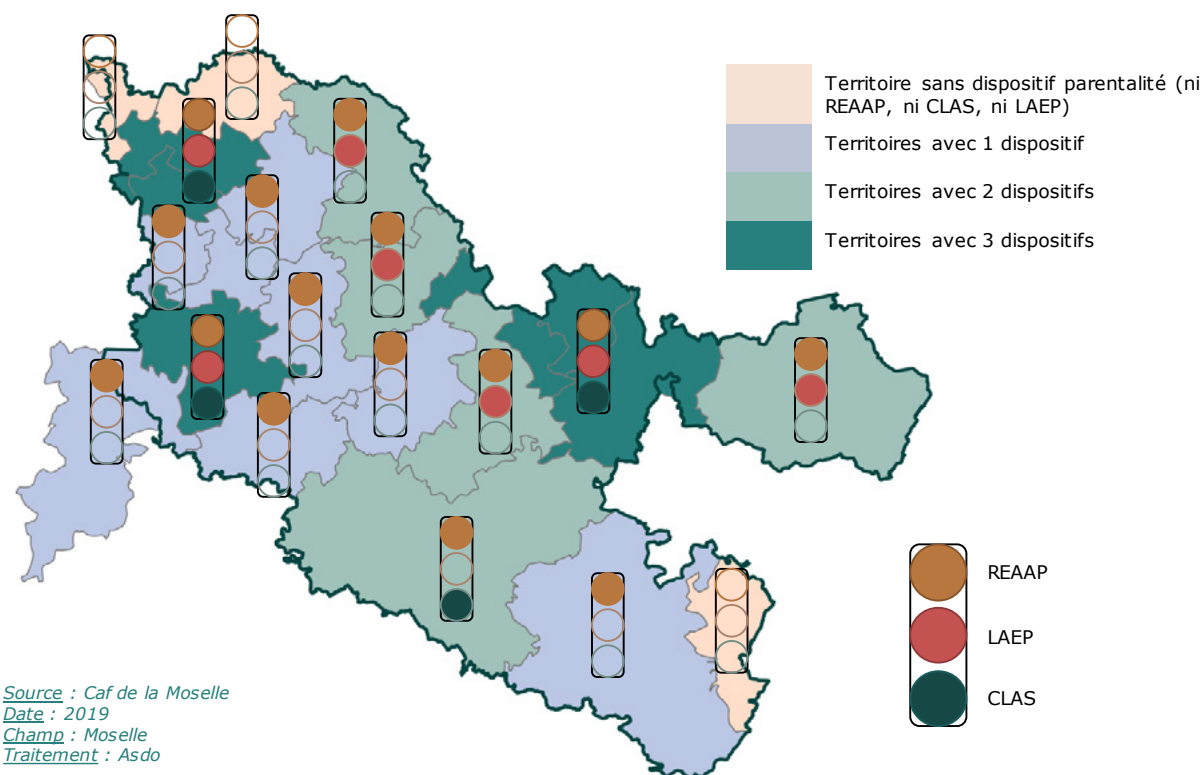 Territoire sans dispositif parentalité (ni
REAAP, ni CLAS, ni LAEP)
Territoires avec 1 dispositif
Territoires avec 2 dispositifs
Territoires avec 3 dispositifs
REAAP
LAEP
CLAS
Source : Caf de la Moselle
Date : 2019
Champ : Moselle
Traitement : Asdo